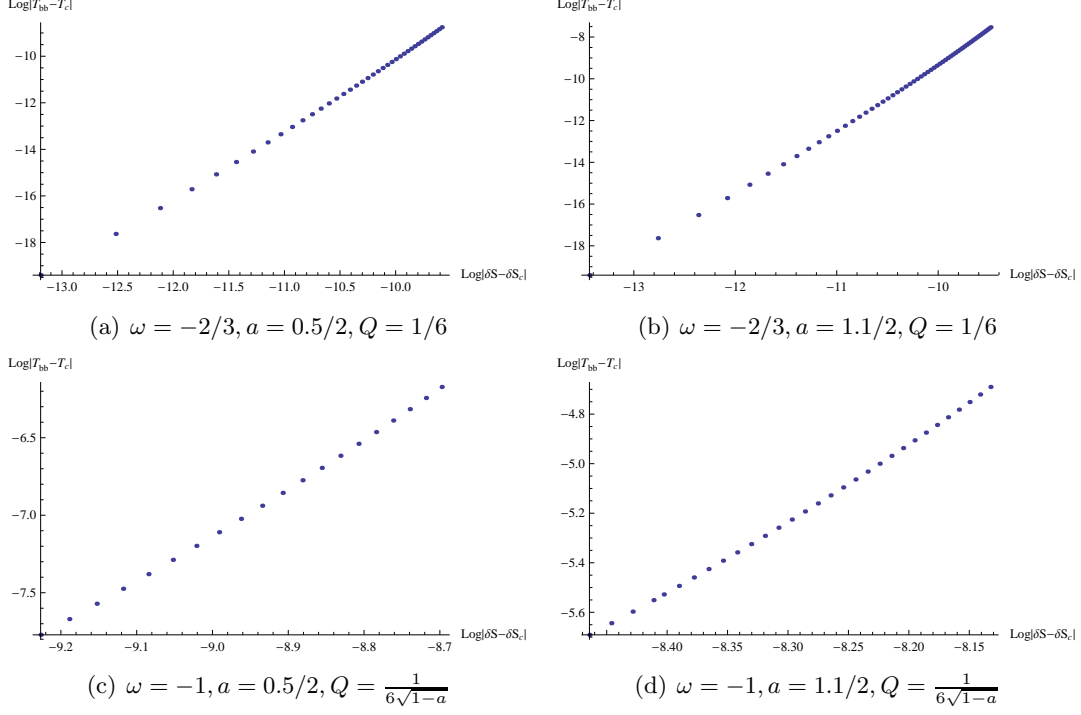 Log|T_bb−T_c|
−10
−12
−14
−16
−18
−13.0 −12.5 −12.0 −11.5 −11.0 −10.5 −10.0
Log|δS−δS_c|
(a) ω = −2/3, a = 0.5/2, Q = 1/6
Log|T_bb−T_c|
−8
−10
−12
−14
−16
−18
−13 −12 −11 −10
Log|δS−δS_c|
(b) ω = −2/3, a = 1.1/2, Q = 1/6
Log|T_bb−T_c|
−6.5
−7.0
−7.5
−9.2 −9.1 −9.0 −8.9 −8.8 −8.7
Log|δS−δS_c|
(c) ω = −1, a = 0.5/2, Q = \frac{1}{6\sqrt{1−a}}
Log|T_bb−T_c|
−4.8
−5.0
−5.2
−5.4
−5.6
−8.40 −8.35 −8.30 −8.25 −8.20 −8.15
Log|δS−δS_c|
(d) ω = −1, a = 1.1/2, Q = \frac{1}{6\sqrt{1−a}}